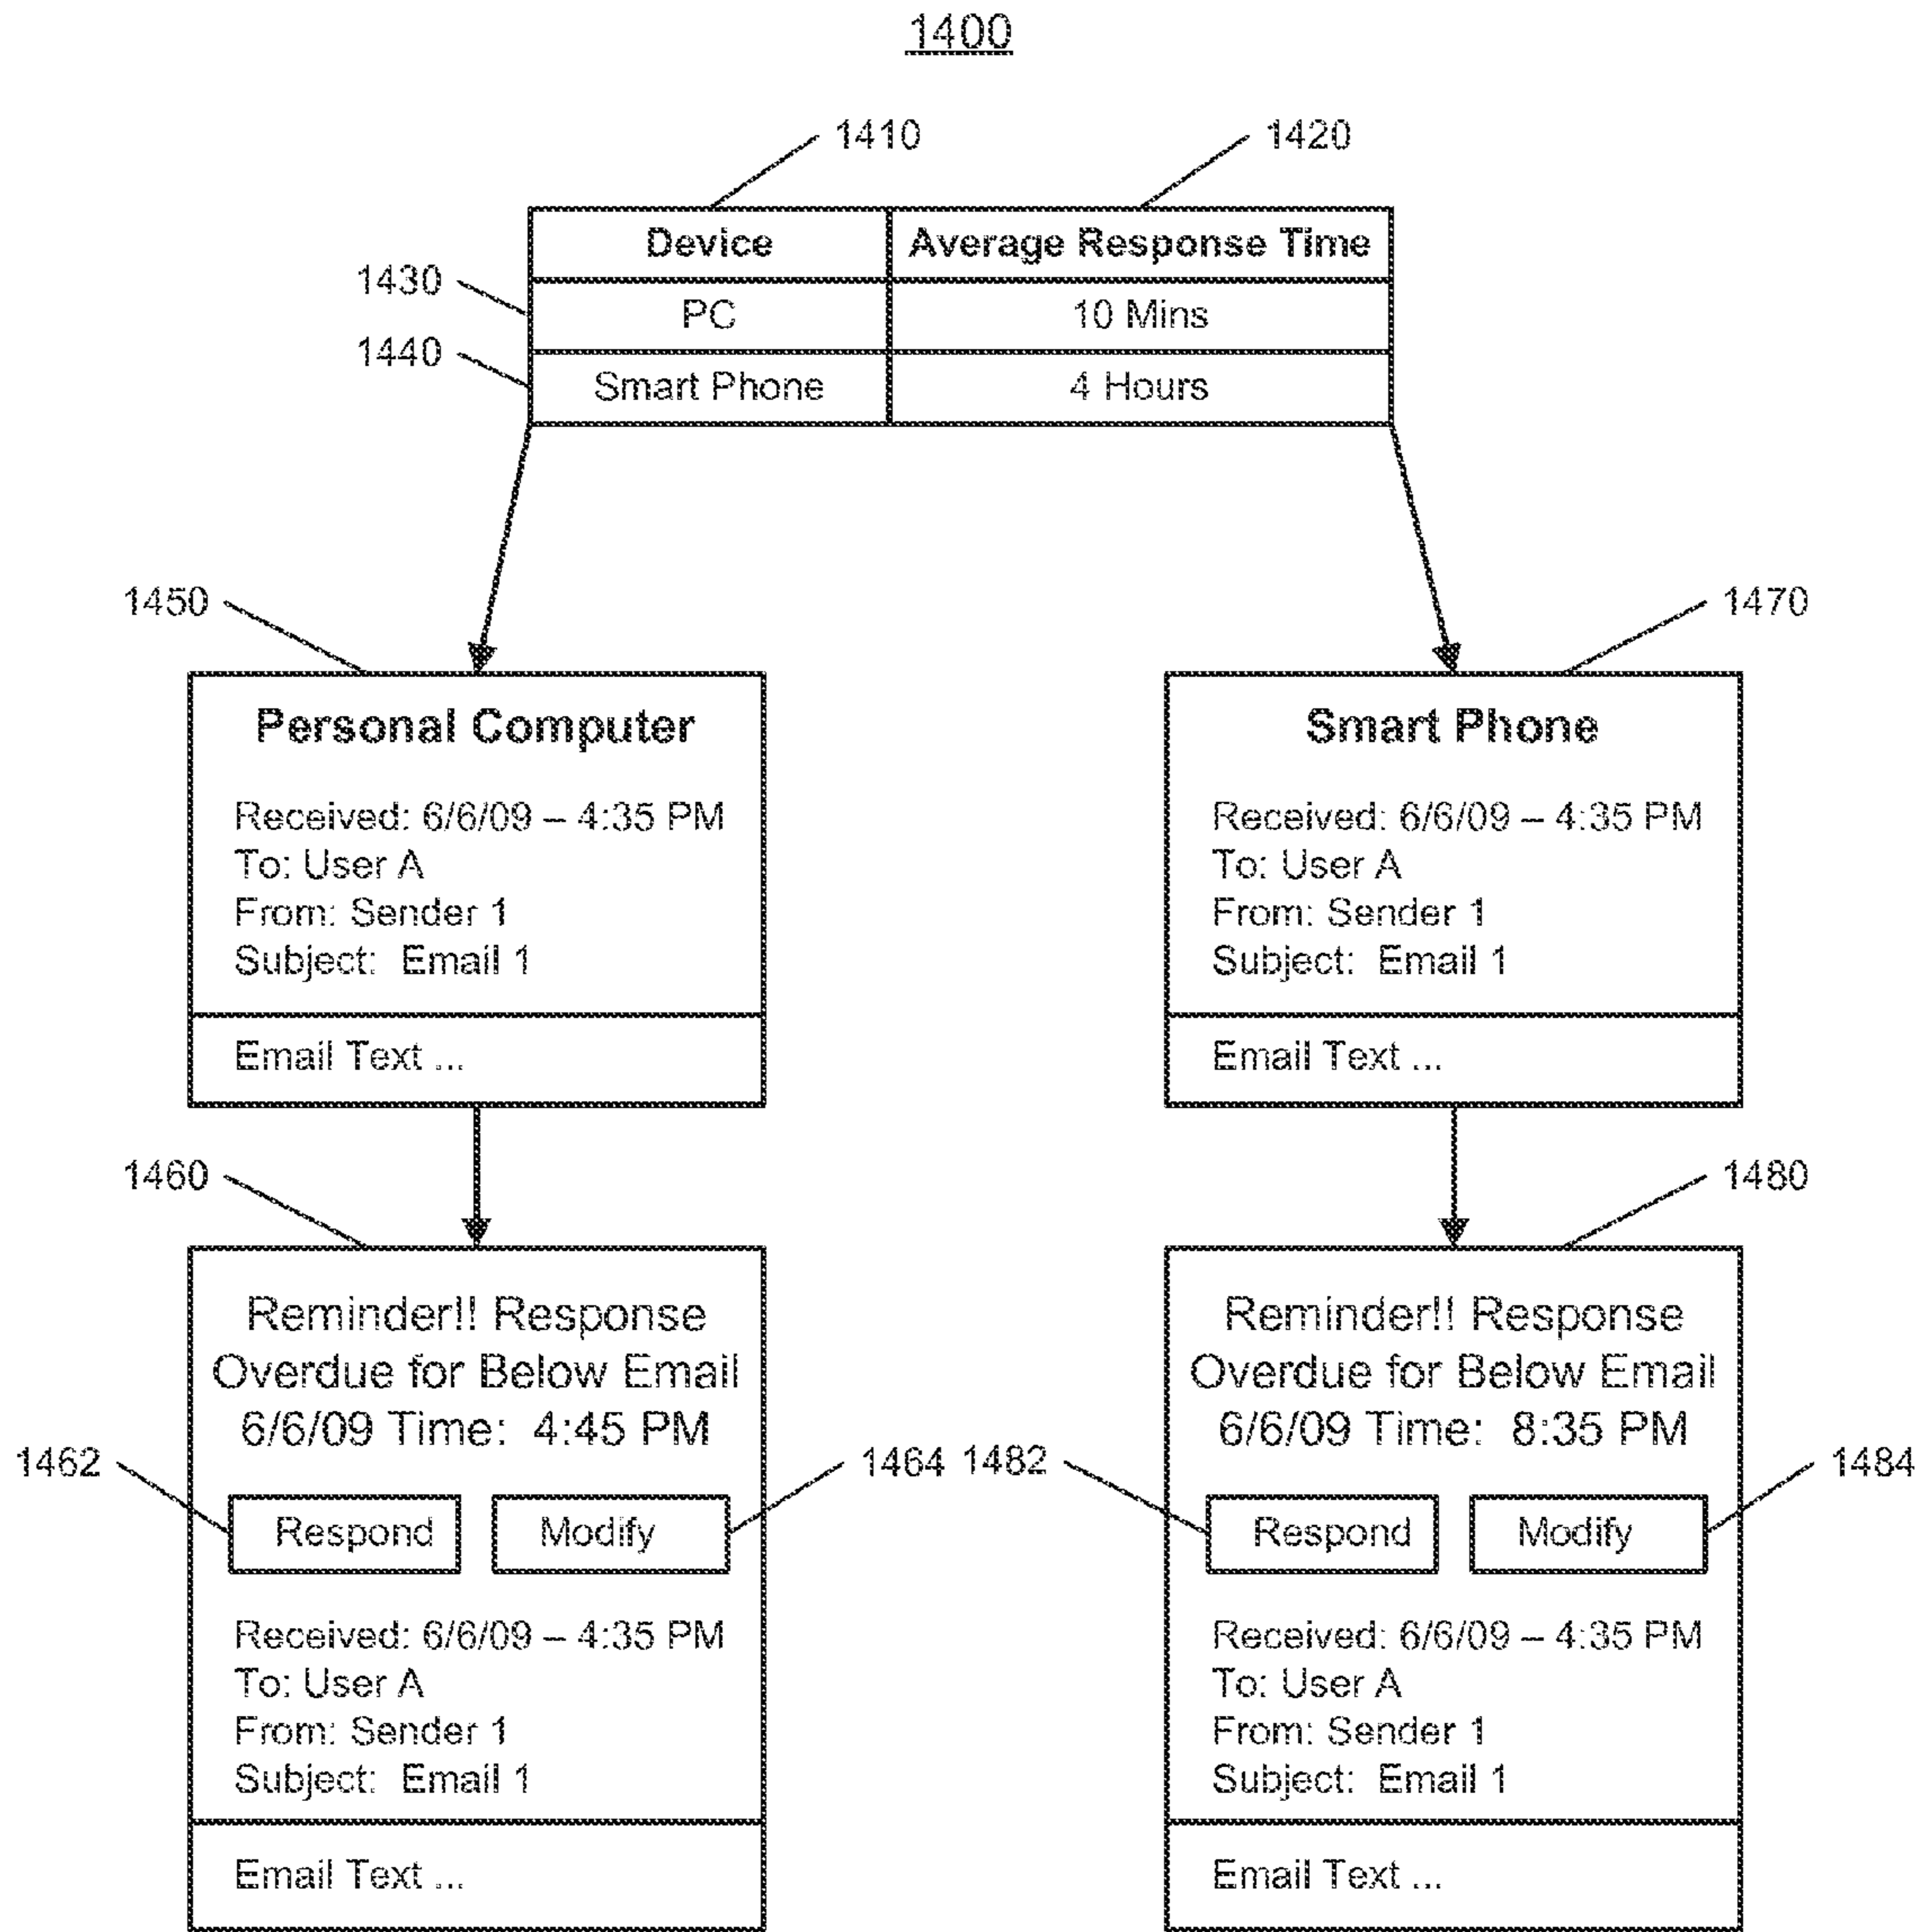 1400
1410
1420
Device Average Response Time
1430
PC 10 Mins
1440
Smart Phone 4 Hours
1450
Personal Computer
Received: 6/6/09 – 4:35 PM
To: User A
From: Sender 1
Subject: Email 1
Email Text ...
1470
Smart Phone
Received: 6/6/09 – 4:35 PM
To: User A
From: Sender 1
Subject: Email 1
Email Text ...
1460
Reminder!! Response
Overdue for Below Email
6/6/09 Time: 4:45 PM
1462
1464
Respond Modify
Received: 6/6/09 – 4:35 PM
To: User A
From: Sender 1
Subject: Email 1
Email Text ...
1480
Reminder!! Response
Overdue for Below Email
6/6/09 Time: 8:35 PM
1482
1484
Respond Modify
Received: 6/6/09 – 4:35 PM
To: User A
From: Sender 1
Subject: Email 1
Email Text ...